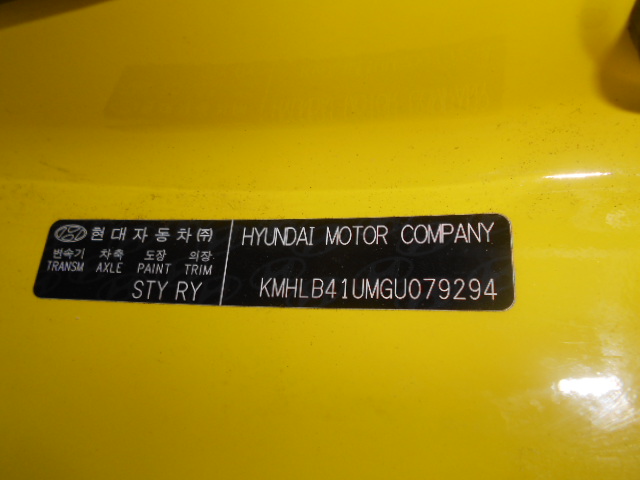 현대자동차㈜
변속기 차축 도장 의장
TRANSM AXLE PAINT TRIM
STY RY
HYUNDAI MOTOR COMPANY
KMHLB41UMGU079294